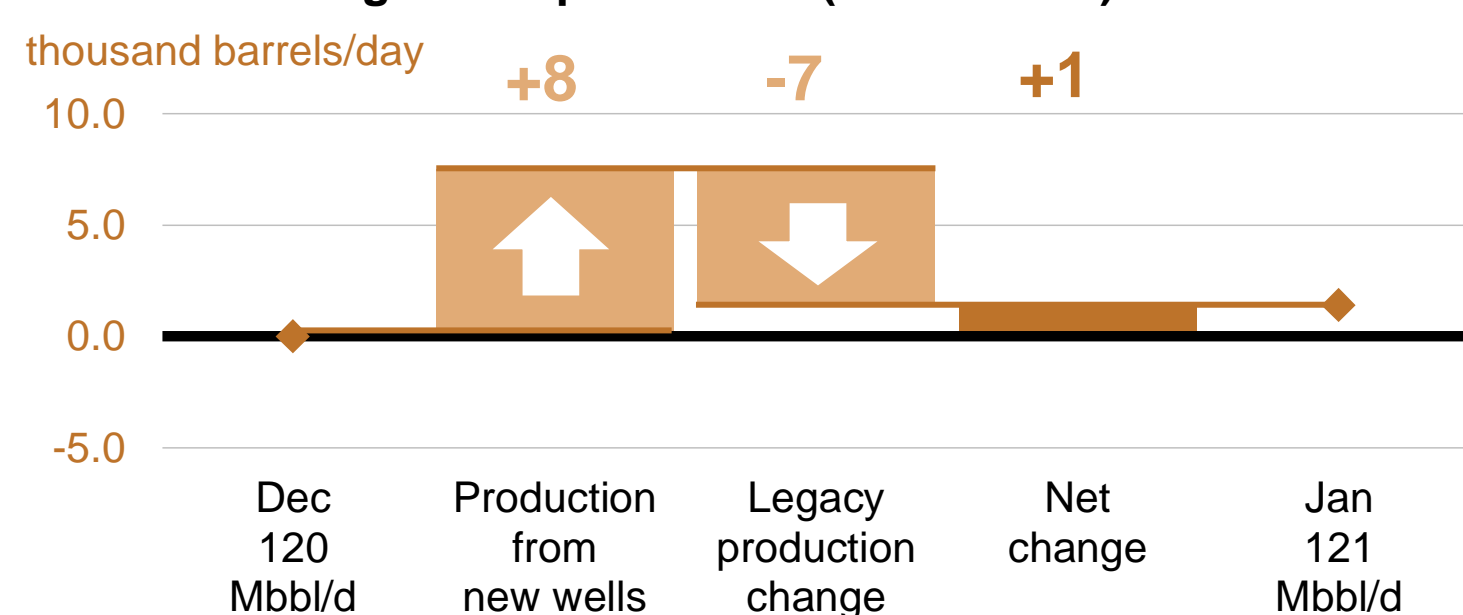 thousand barrels/day
+8
-7
+1
10.0
5.0
0.0
-5.0
Dec
120
Mbbl/d
Production
from
new wells
Legacy
production
change
Net
change
Jan
121
Mbbl/d